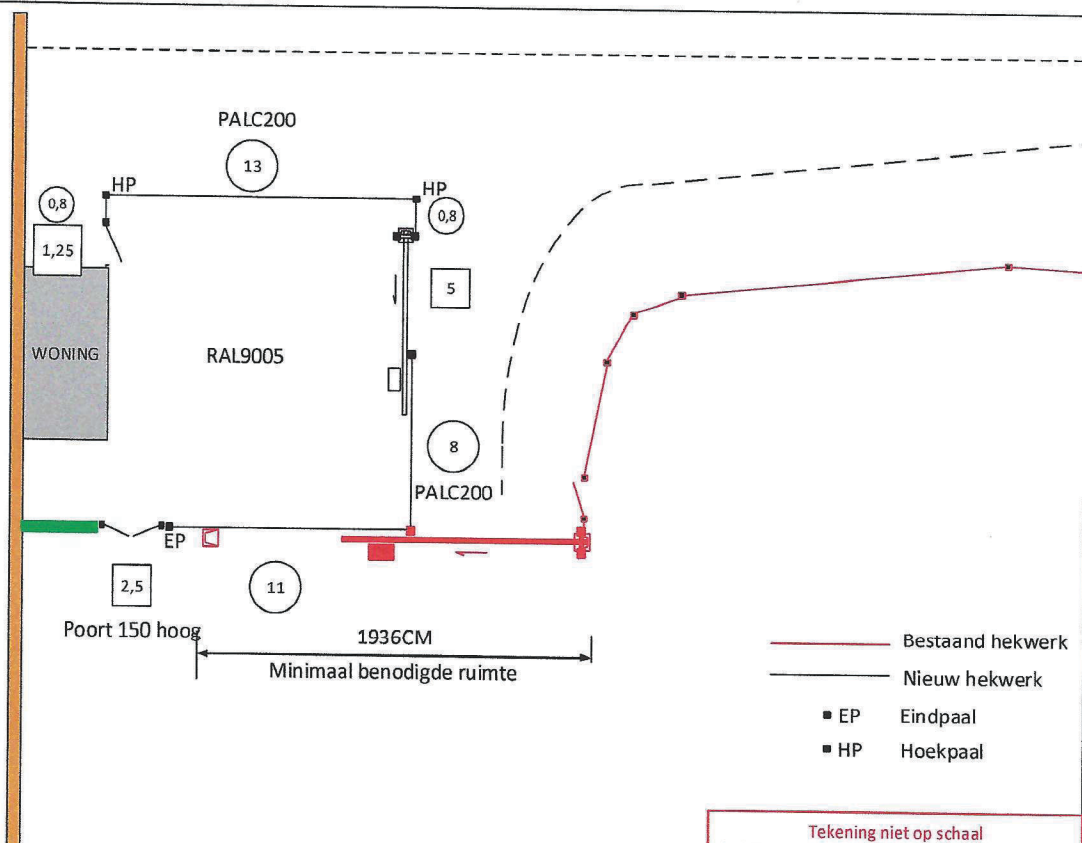 PALC200
13
HP
HP
0,8
0,8
1,25
5
WONING
RAL9005
8
PALC200
EP
2,5
11
Poort 150 hoog
1936CM
Minimaal benodigde ruimte
Bestaand hekwerk
Nieuw hekwerk
EP Eindpaal
HP Hoekpaal
Tekening niet op schaal